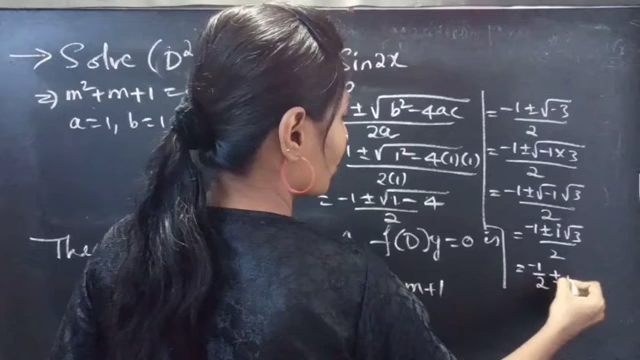 → Solve (D² Sin2x
⇒ m²+m+1 =
a=1, b=1
± √b²-4ac
2a
1 ± √1²-4(1)(1)
2(1)
= -1 ± √1-4
2
The
f(D)y=0 is
m+1
= -1 ± √-3
2
= -1 ± √-1×3
2
= -1 ± √-1 √3
2
= -1 ± i√3
2
= -1/2 ±